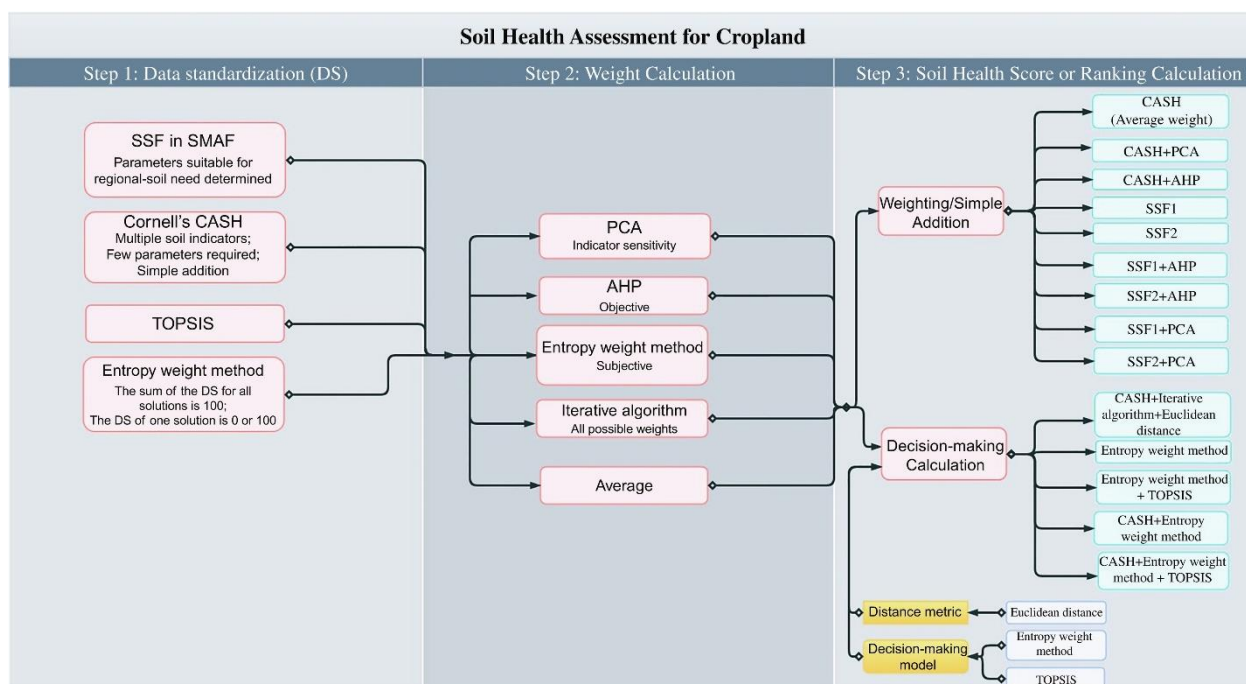 Soil Health Assessment for Cropland
Step 1: Data standardization (DS)
Step 2: Weight Calculation
Step 3: Soil Health Score or Ranking Calculation
SSF in SMAF
Parameters suitable for
regional-soil need determined
Cornell's CASH
Multiple soil indicators;
Few parameters required;
Simple addition
TOPSIS
Entropy weight method
The sum of the DS for all
solutions is 100;
The DS of one solution is 0 or 100
PCA
Indicator sensitivity
AHP
Objective
Entropy weight method
Subjective
Iterative algorithm
All possible weights
Average
Weighting/Simple
Addition
Decision-making
Calculation
CASH
(Average weight)
CASH+PCA
CASH+AHP
SSF1
SSF2
SSF1+AHP
SSF2+AHP
SSF1+PCA
SSF2+PCA
CASH+Iterative
algorithm+Euclidean
distance
Entropy weight method
Entropy weight method
+ TOPSIS
CASH+Entropy
weight method
CASH+Entropy weight
method + TOPSIS
Distance metric
Euclidean distance
Decision-making
model
Entropy weight
method
TOPSIS